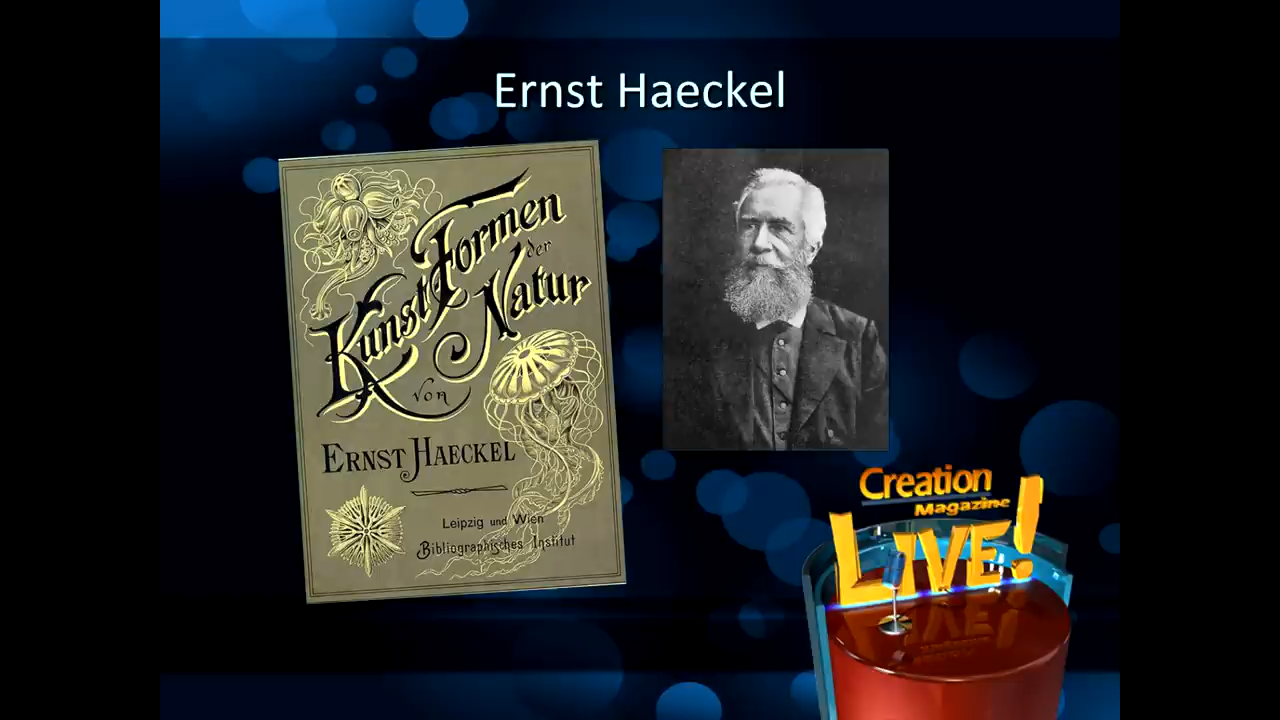 Ernst Haeckel
Kunst Formen
der
Natur
von
ERNST HAECKEL
Leipzig und Wien
Bibliographisches Institut
Creation
Magazine
LIVE!